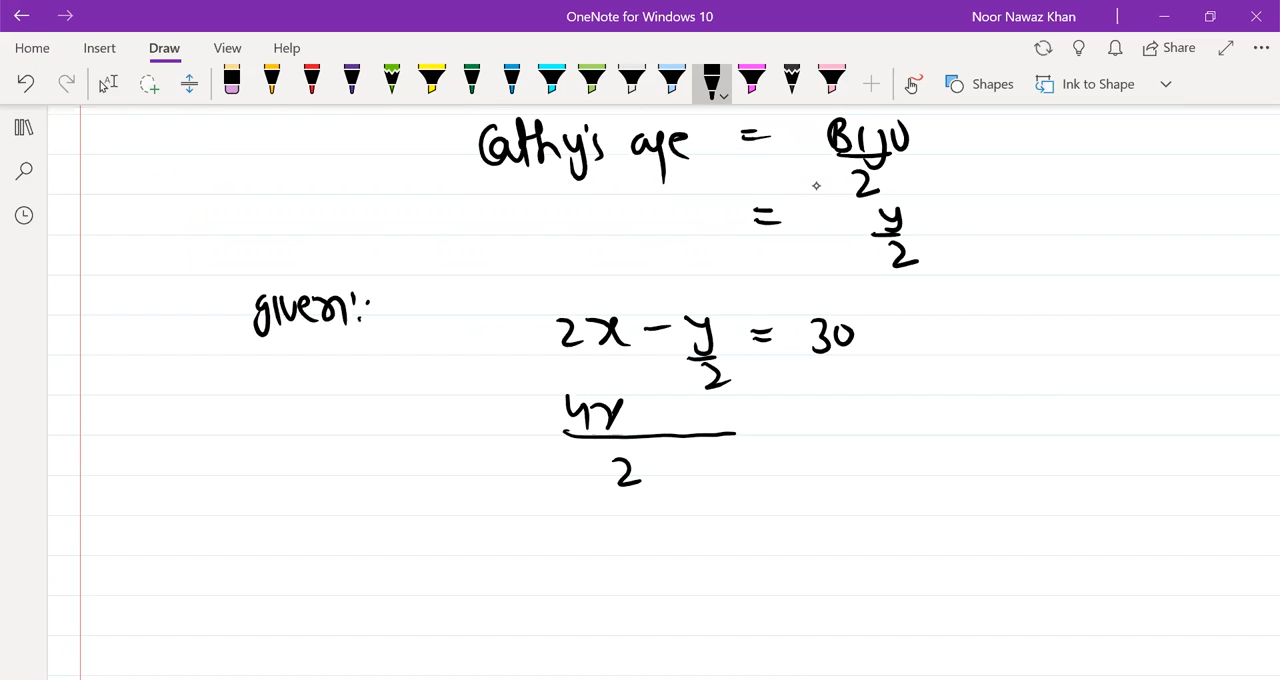 OneNote for Windows 10
Noor Nawaz Khan
Home Insert Draw View Help
Share
Shapes
Ink to Shape
Cathy's age = Biju
2
= y
2
given:
2x - y = 30
2
4x
2